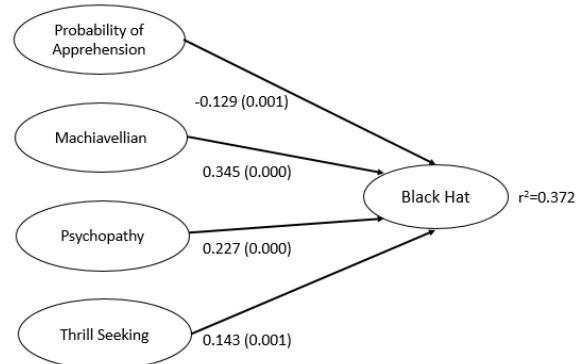 Probability of
Apprehension
-0.129 (0.001)
Machiavellian
0.345 (0.000)
Black Hat
r²=0.372
Psychopathy
0.227 (0.000)
Thrill Seeking
0.143 (0.001)